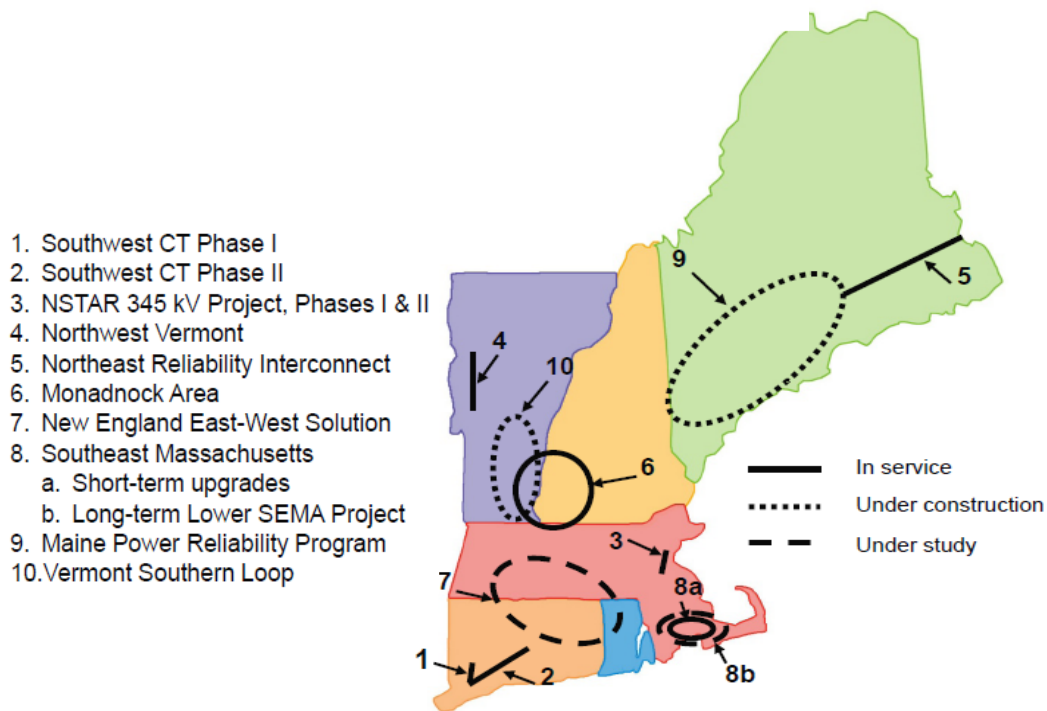 1. Southwest CT Phase I
2. Southwest CT Phase II
3. NSTAR 345 kV Project, Phases I & II
4. Northwest Vermont
5. Northeast Reliability Interconnect
6. Monadnock Area
7. New England East-West Solution
8. Southeast Massachusetts
a. Short-term upgrades
b. Long-term Lower SEMA Project
9. Maine Power Reliability Program
10.Vermont Southern Loop
9
5
4
10
6
3
7
8a
8b
1
2
In service
Under construction
Under study